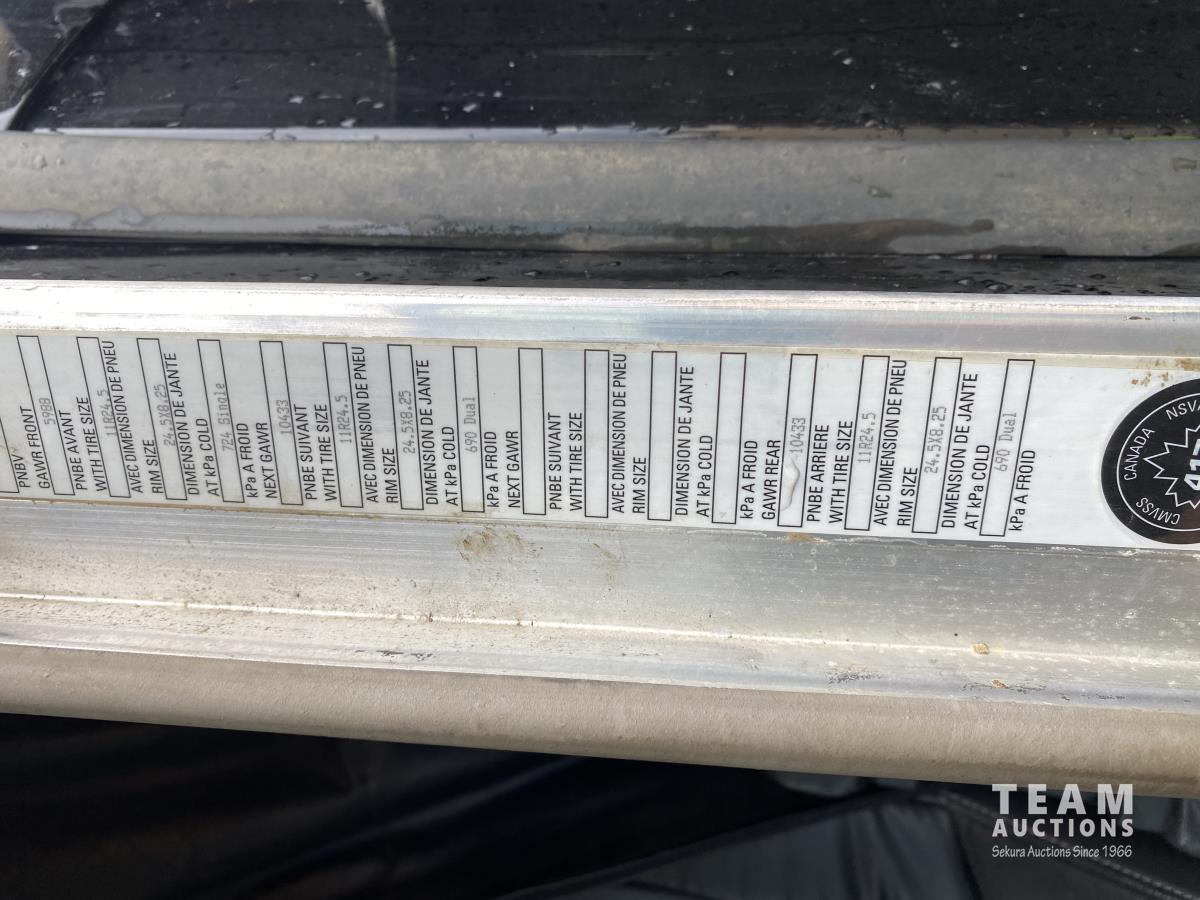 PNBV
GAWR FRONT
5988
PNBE AVANT
WITH TIRE SIZE
11R24.5
AVEC DIMENSION DE PNEU
RIM SIZE
24.5X8.25
DIMENSION DE JANTE
AT kPa COLD
724 Single
kPa A FROID
NEXT GAWR
10433
PNBE SUIVANT
WITH TIRE SIZE
11R24.5
AVEC DIMENSION DE PNEU
RIM SIZE
24.5X8.25
DIMENSION DE JANTE
AT kPa COLD
690 Dual
kPa A FROID
NEXT GAWR
PNBE SUIVANT
WITH TIRE SIZE
AVEC DIMENSION DE PNEU
RIM SIZE
DIMENSION DE JANTE
AT kPa COLD
kPa A FROID
GAWR REAR
10433
PNBE ARRIERE
WITH TIRE SIZE
11R24.5
AVEC DIMENSION DE PNEU
RIM SIZE
24.5X8.25
DIMENSION DE JANTE
AT kPa COLD
690 Dual
kPa A FROID
CANADA
CMVSS
TEAM
AUCTIONS
Sekura Auctions Since 1966